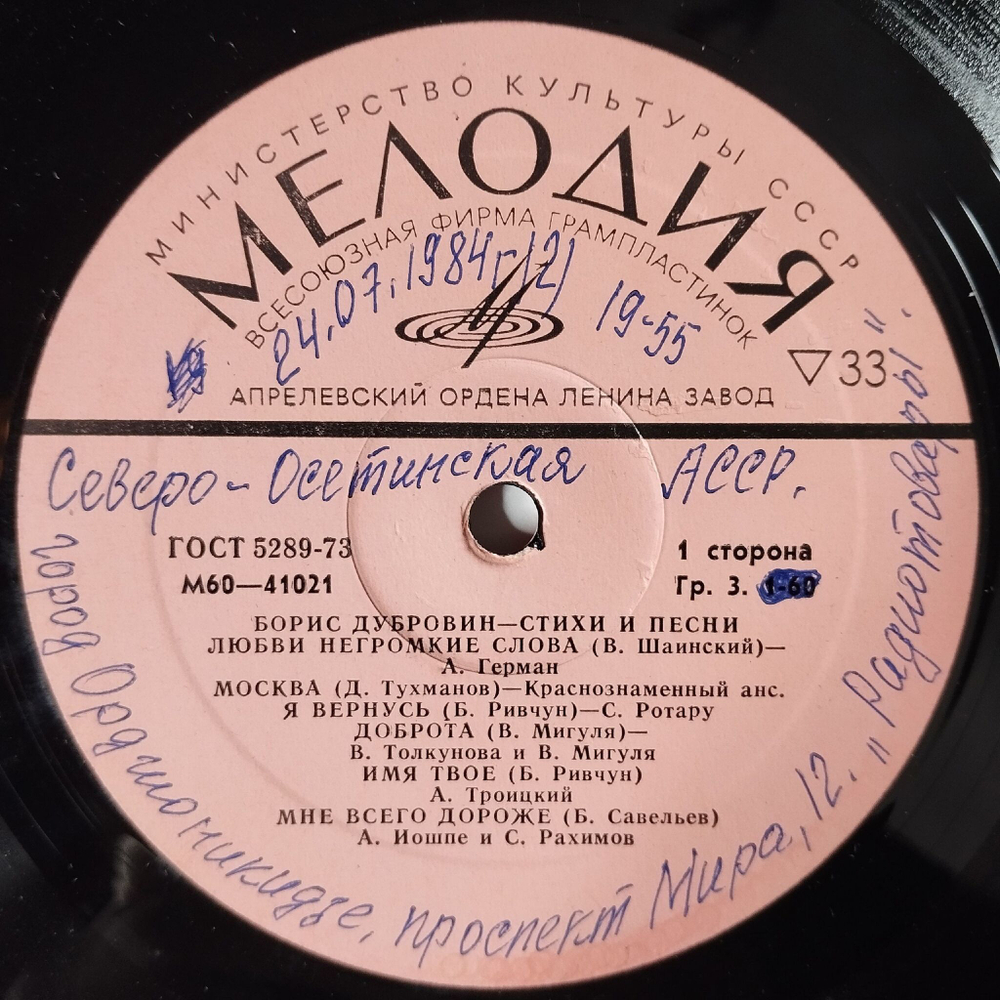 МИНИСТЕРСТВО КУЛЬТУРЫ СССР
МЕЛОДИЯ
ВСЕСОЮЗНАЯ ФИРМА ГРАМПЛАСТИНОК
24.07.1984г. (2) 19-55
▽33
АПРЕЛЕВСКИЙ ОРДЕНА ЛЕНИНА ЗАВОД
Северо-Осетинская АССР.
ГОСТ 5289-73
М60—41021
1 сторона
Гр. 3. 1-60
БОРИС ДУБРОВИН—СТИХИ И ПЕСНИ
ЛЮБВИ НЕГРОМКИЕ СЛОВА (В. Шаинский)—
А. Герман
МОСКВА (Д. Тухманов)—Краснознаменный анс.
Я ВЕРНУСЬ (Б. Ривчун)—С. Ротару
ДОБРОТА (В. Мигуля)—
В. Толкунова и В. Мигуля
ИМЯ ТВОЕ (Б. Ривчун)
А. Троицкий
МНЕ ВСЕГО ДОРОЖЕ (Б. Савельев)
А. Иошпе и С. Рахимов
город Орджоникидзе, проспект Мира, 12. „Радиотовары".